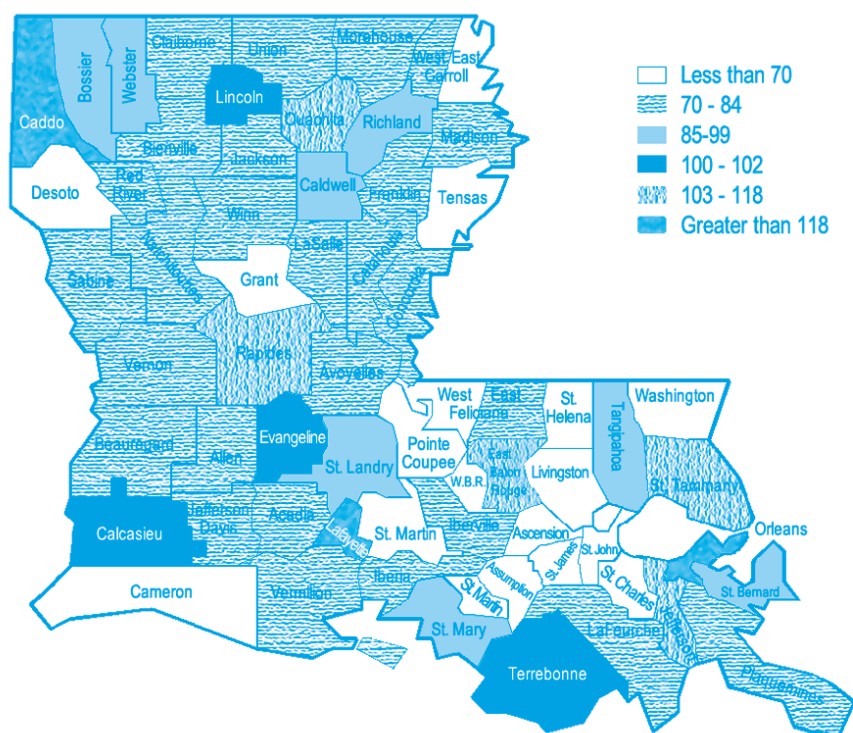 Claiborne
Union
Morehouse
West East
Carroll
Bossier
Webster
Less than 70
70 - 84
85-99
100 - 102
103 - 118
Greater than 118
Lincoln
Ouachita
Richland
Caddo
Madison
Bienville
Jackson
Desoto
Red
River
Caldwell
Franklin
Tensas
Winn
LaSalle
Catahoula
Natchitoches
Sabine
Grant
Concordia
Rapides
Vernon
Avoyelles
West
Feliciane
East
St.
Helena
Tangipahoa
Washington
Beauregard
Allen
Evangeline
Pointe
Coupee
St. Landry
W.B.R.
East
Baton
Rouge
Livingston
St. Tammany
Calcasieu
Jefferson
Davis
Acadia
Lafayette
St. Martin
Iberville
Ascension
Orleans
St. James
St. John
Cameron
Vermilion
Iberia
St. Martin
Assumption
St. Charles
St. Bernard
St. Mary
LaFourche
Jefferson
Terrebonne
Plaquemines